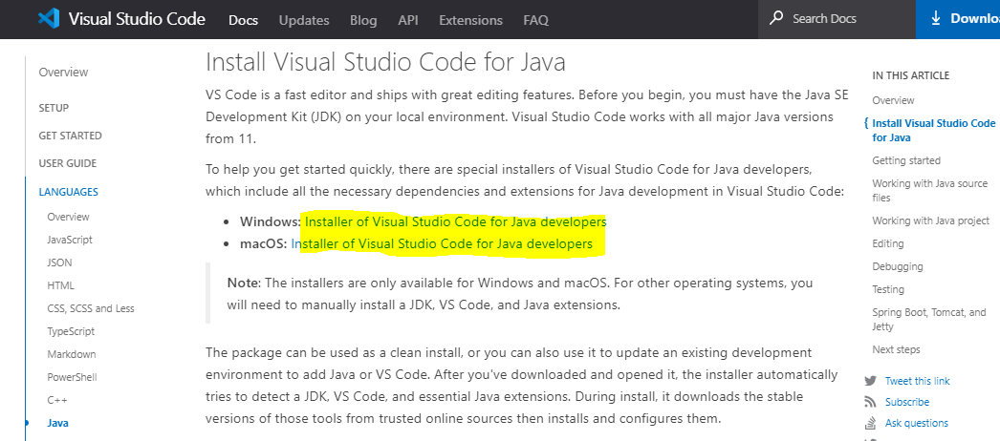 Visual Studio Code
Docs
Updates
Blog
API
Extensions
FAQ
Search Docs
Overview
SETUP
GET STARTED
USER GUIDE
LANGUAGES
Overview
JavaScript
JSON
HTML
CSS, SCSS and Less
TypeScript
Markdown
PowerShell
C++
Java
Install Visual Studio Code for Java
VS Code is a fast editor and ships with great editing features. Before you begin, you must have the Java SE
Development Kit (JDK) on your local environment. Visual Studio Code works with all major Java versions
from 11.
To help you get started quickly, there are special installers of Visual Studio Code for Java developers,
which include all the necessary dependencies and extensions for Java development in Visual Studio Code:
• Windows: Installer of Visual Studio Code for Java developers
• macOS: Installer of Visual Studio Code for Java developers
Note: The installers are only available for Windows and macOS. For other operating systems, you
will need to manually install a JDK, VS Code, and Java extensions.
The package can be used as a clean install, or you can also use it to update an existing development
environment to add Java or VS Code. After you've downloaded and opened it, the installer automatically
tries to detect a JDK, VS Code, and essential Java extensions. During install, it downloads the stable
versions of those tools from trusted online sources then installs and configures them.
IN THIS ARTICLE
Overview
Install Visual Studio Code
for Java
Getting started
Working with Java source
files
Working with Java project
Editing
Debugging
Testing
Spring Boot, Tomcat, and
Jetty
Next steps
Tweet this link
Subscribe
Ask questions